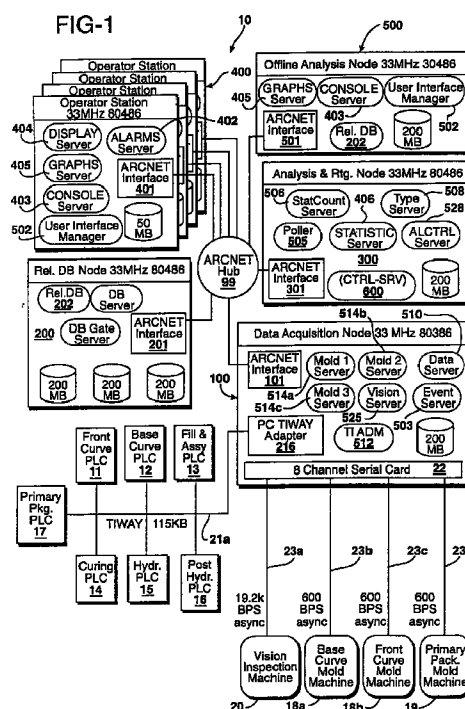 FIG-1
10
500
Operator Station
Operator Station
Operator Station
Operator Station
33MHz 80486
400
404
DISPLAY
Server
ALARMS
Server
402
405
GRAPHS
Server
ARCNET
Interface
401
403
CONSOLE
Server
502
User Interface
Manager
50
MB
Offline Analysis Node 33MHz 30486
GRAPHS
Server
405
CONSOLE
Server
403
User Interface
Manager
502
ARCNET
Interface
501
Rel. DB
202
200
MB
Analysis & Rtg. Node 33MHz 80486
506
StatCount
Server
406
Type
Server
508
528
Poller
505
STATISTIC
Server
300
ALCTRL
Server
ARCNET
Interface
301
(CTRL-SRV)
600
200
MB
ARCNET
Hub
99
Rel. DB Node 33MHz 80486
Rel.DB
202
DB
Server
200
DB Gate
Server
ARCNET
Interface
201
200
MB
200
MB
200
MB
514b
510
Data Acquisition Node 33 MHz 80386
100
ARCNET
Interface
101
Mold 1
Server
Mold 2
Server
Data
Server
514a
514c
Mold 3
Server
Vision
Server
Event
Server
525
503
PC TIWAY
Adapter
216
TI ADM
512
200
MB
8 Channel Serial Card 22
Front
Curve
PLC
11
Base
Curve
PLC
12
Fill &
Assy
PLC
13
Primary
Pkg.
PLC
17
TIWAY 115KB
21a
Curing
PLC
14
Hydr.
PLC
15
Post
Hydr.
PLC
16
23a
23b
23c
23
19.2k
BPS
async
600
BPS
async
600
BPS
async
600
BPS
async
Vision
Inspection
Machine
20
Base
Curve
Mold
Machine
18a
Front
Curve
Mold
Machine
18b
Primary
Pack.
Mold
Machine
19